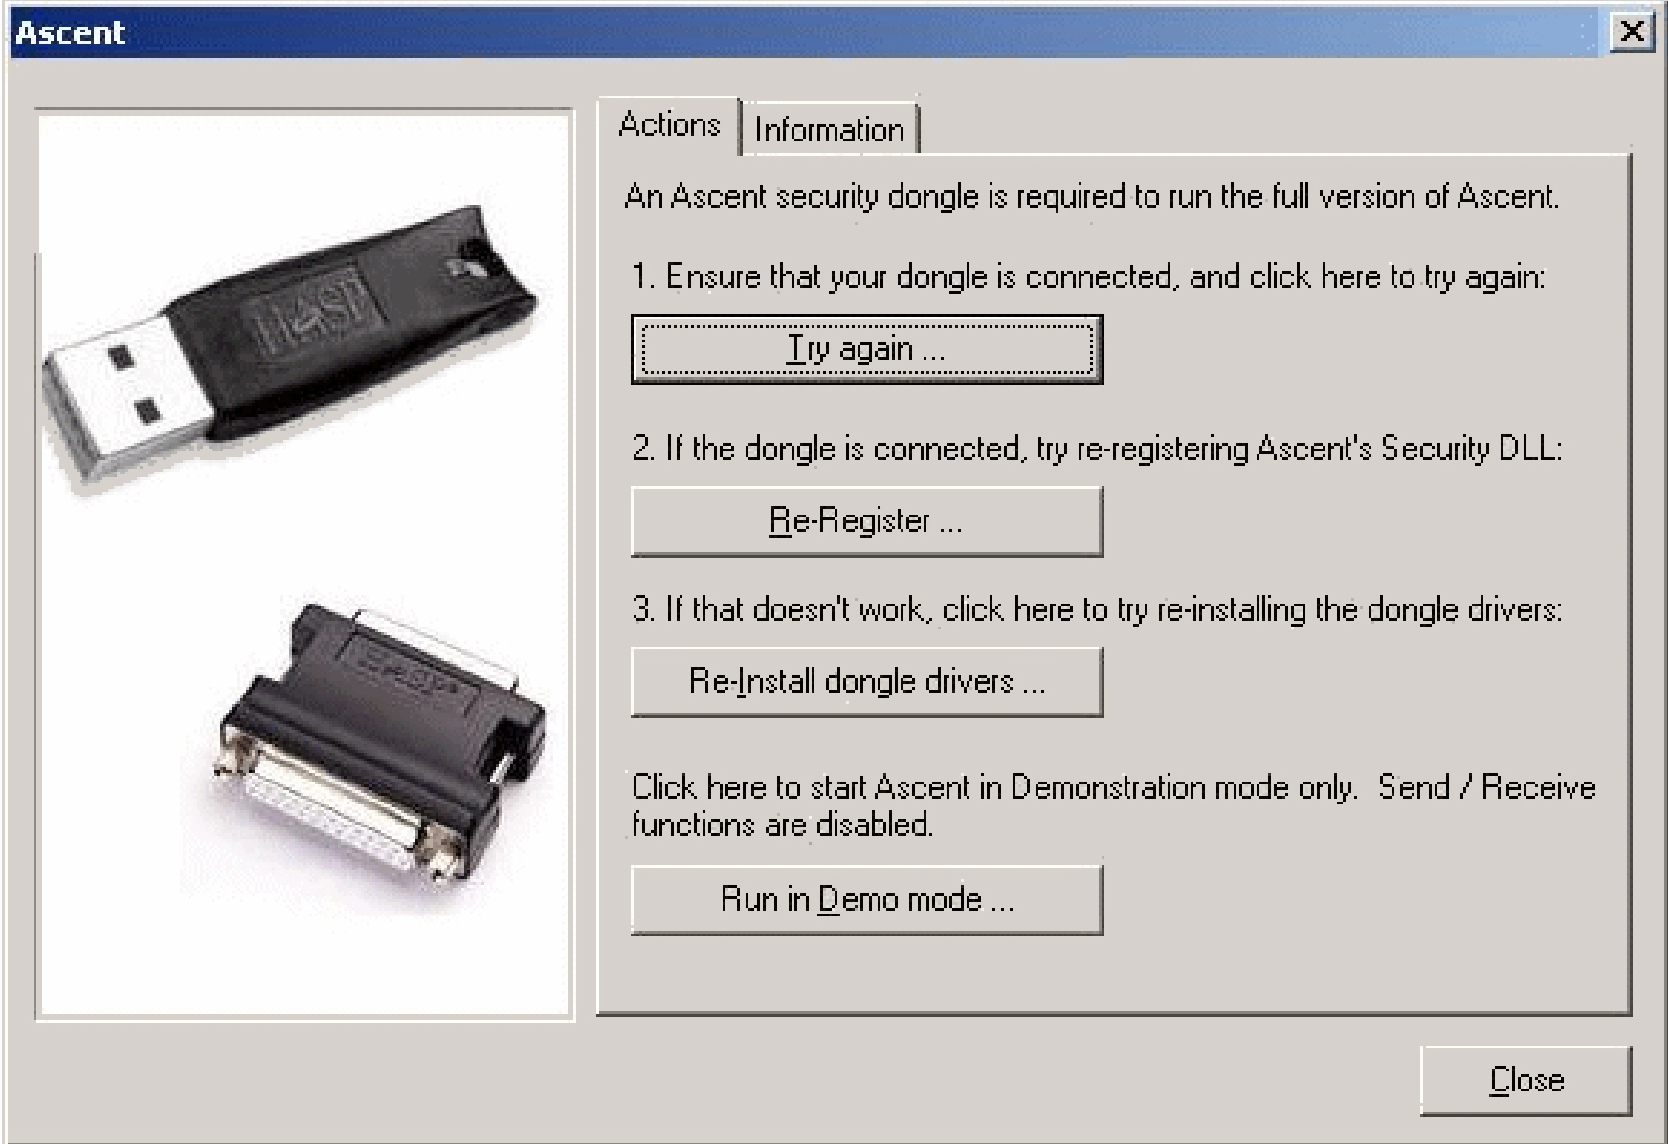 Ascent
Actions
Information
An Ascent security dongle is required to run the full version of Ascent.
1. Ensure that your dongle is connected, and click here to try again:
Try again ...
2. If the dongle is connected, try re-registering Ascent's Security DLL:
Re-Register ...
3. If that doesn't work, click here to try re-installing the dongle drivers:
Re-Install dongle drivers ...
Click here to start Ascent in Demonstration mode only.  Send / Receive
functions are disabled.
Run in Demo mode ...
Close